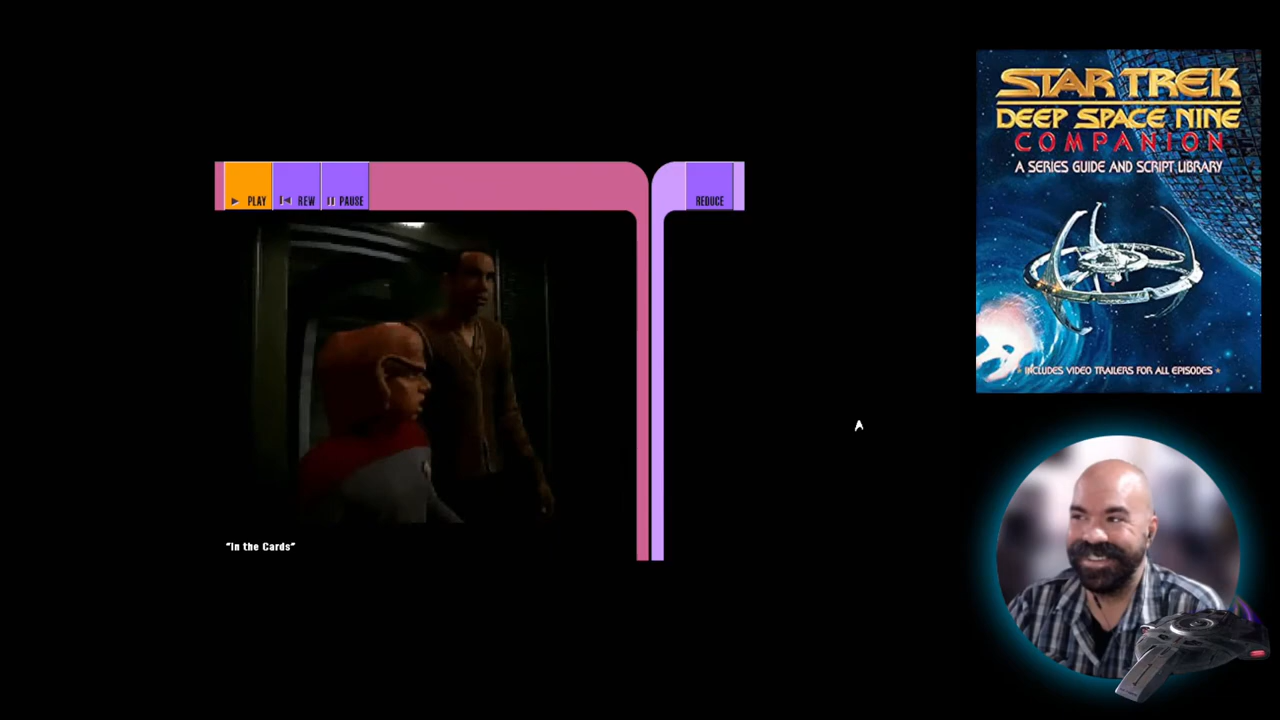 PLAY
REW
PAUSE
REDUCE
"In the Cards"
STAR TREK
DEEP SPACE NINE
COMPANION
A SERIES GUIDE AND SCRIPT LIBRARY
INCLUDES VIDEO TRAILERS FOR ALL EPISODES